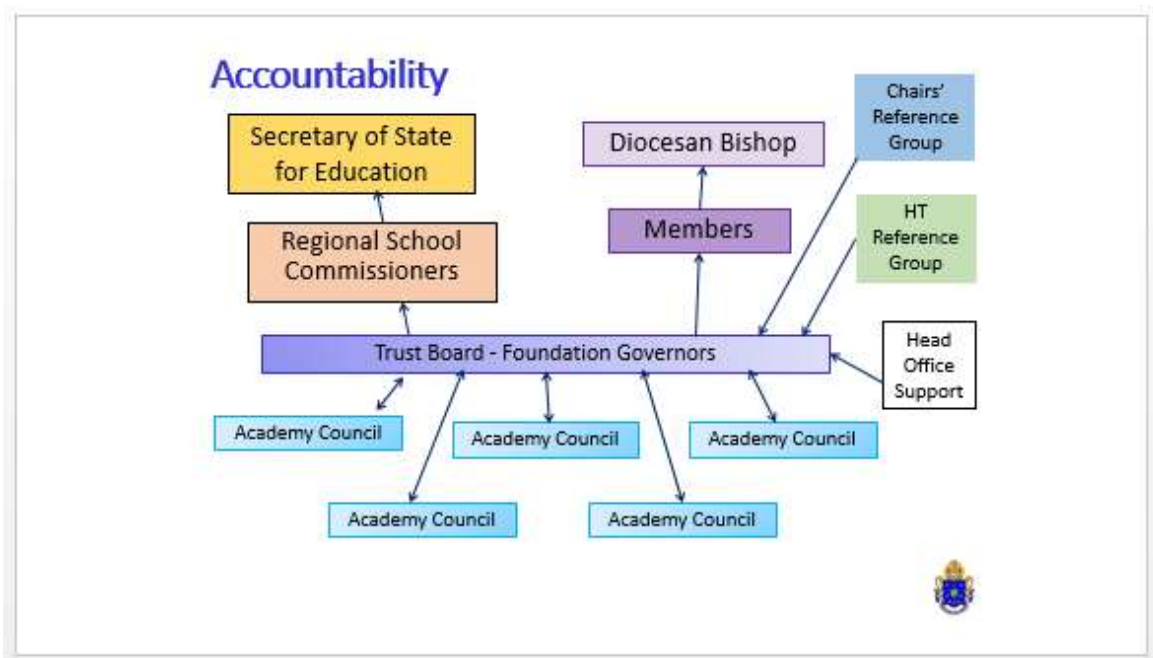 Accountability
Secretary of State
for Education
Diocesan Bishop
Chairs'
Reference
Group
Regional School
Commissioners
Members
HT
Reference
Group
Trust Board - Foundation Governors
Head
Office
Support
Academy Council
Academy Council
Academy Council
Academy Council
Academy Council